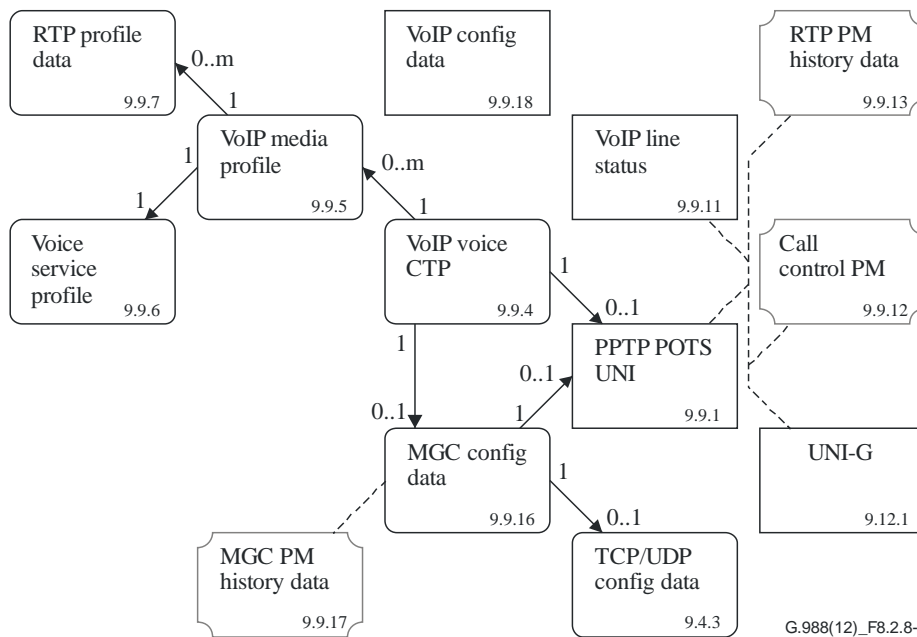 RTP profile
data
9.9.7
VoIP config
data
9.9.18
RTP PM
history data
9.9.13
0..m
1
VoIP media
profile
9.9.5
VoIP line
status
9.9.11
1
1
0..m
1
Voice
service
profile
9.9.6
VoIP voice
CTP
9.9.4
Call
control PM
9.9.12
1
0..1
1
0..1
PPTP POTS
UNI
9.9.1
0..1
1
MGC config
data
9.9.16
UNI-G
9.12.1
1
0..1
MGC PM
history data
9.9.17
TCP/UDP
config data
9.4.3
G.988(12)_F8.2.8-